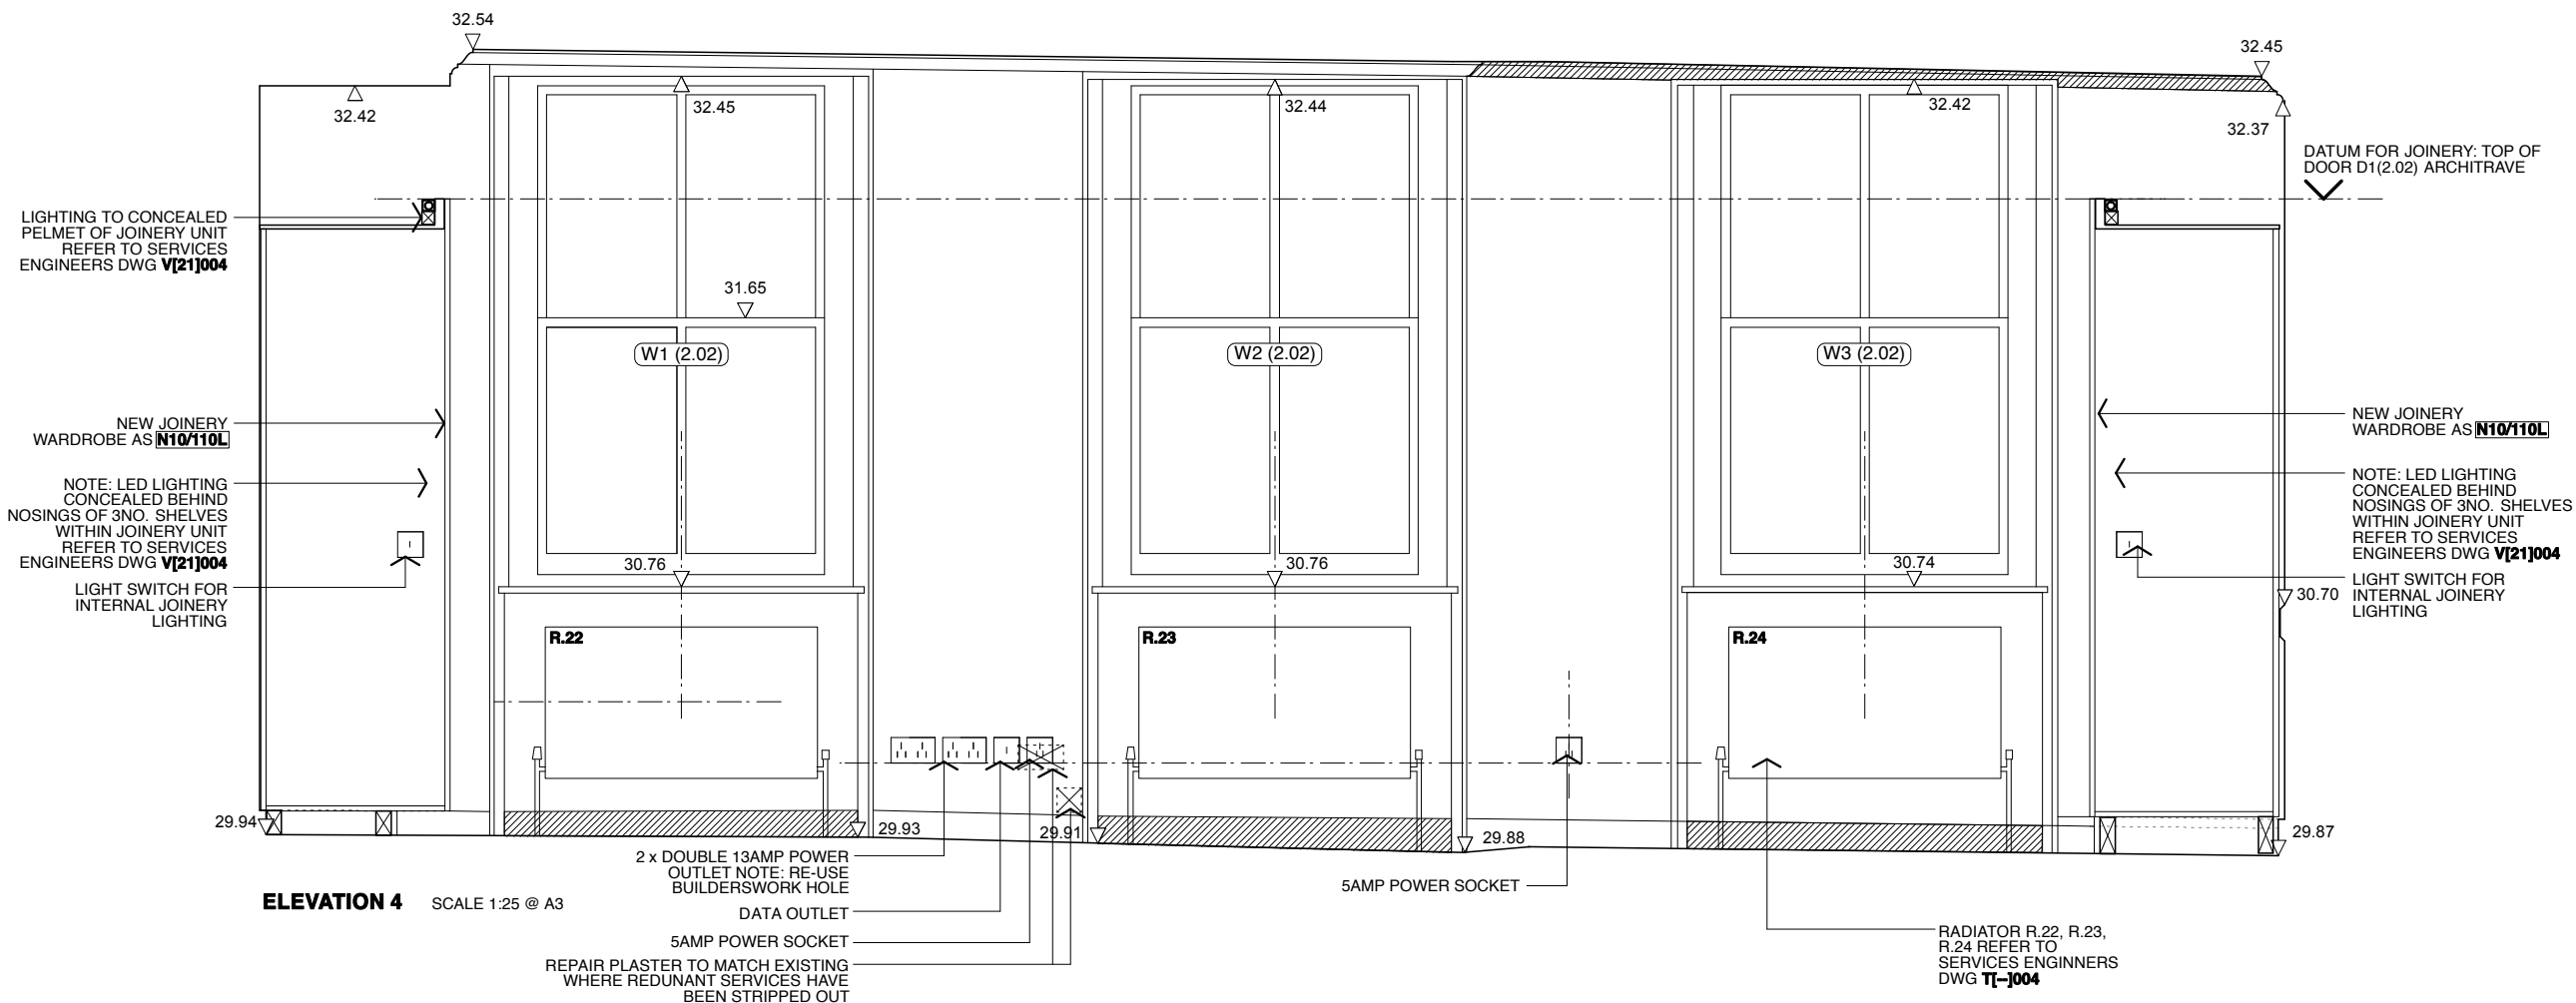 32.54
32.45
32.42
32.45
32.44
32.42
32.37
DATUM FOR JOINERY: TOP OF
DOOR D1(2.02) ARCHITRAVE
LIGHTING TO CONCEALED
PELMET OF JOINERY UNIT
REFER TO SERVICES
ENGINEERS DWG V[21]004
31.65
W1 (2.02)
W2 (2.02)
W3 (2.02)
NEW JOINERY
WARDROBE AS N10/110L
NOTE: LED LIGHTING
CONCEALED BEHIND
NOSINGS OF 3NO. SHELVES
WITHIN JOINERY UNIT
REFER TO SERVICES
ENGINEERS DWG V[21]004
LIGHT SWITCH FOR
INTERNAL JOINERY
LIGHTING
NEW JOINERY
WARDROBE AS N10/110L
NOTE: LED LIGHTING
CONCEALED BEHIND
NOSINGS OF 3NO. SHELVES
WITHIN JOINERY UNIT
REFER TO SERVICES
ENGINEERS DWG V[21]004
LIGHT SWITCH FOR
INTERNAL JOINERY
LIGHTING
30.76
30.76
30.74
30.70
R.22
R.23
R.24
29.94
29.93
29.91
29.88
29.87
2 x DOUBLE 13AMP POWER
OUTLET NOTE: RE-USE
BUILDERSWORK HOLE
DATA OUTLET
5AMP POWER SOCKET
REPAIR PLASTER TO MATCH EXISTING
WHERE REDUNANT SERVICES HAVE
BEEN STRIPPED OUT
5AMP POWER SOCKET
RADIATOR R.22, R.23,
R.24 REFER TO
SERVICES ENGINNERS
DWG T[--]004
ELEVATION 4 SCALE 1:25 @ A3